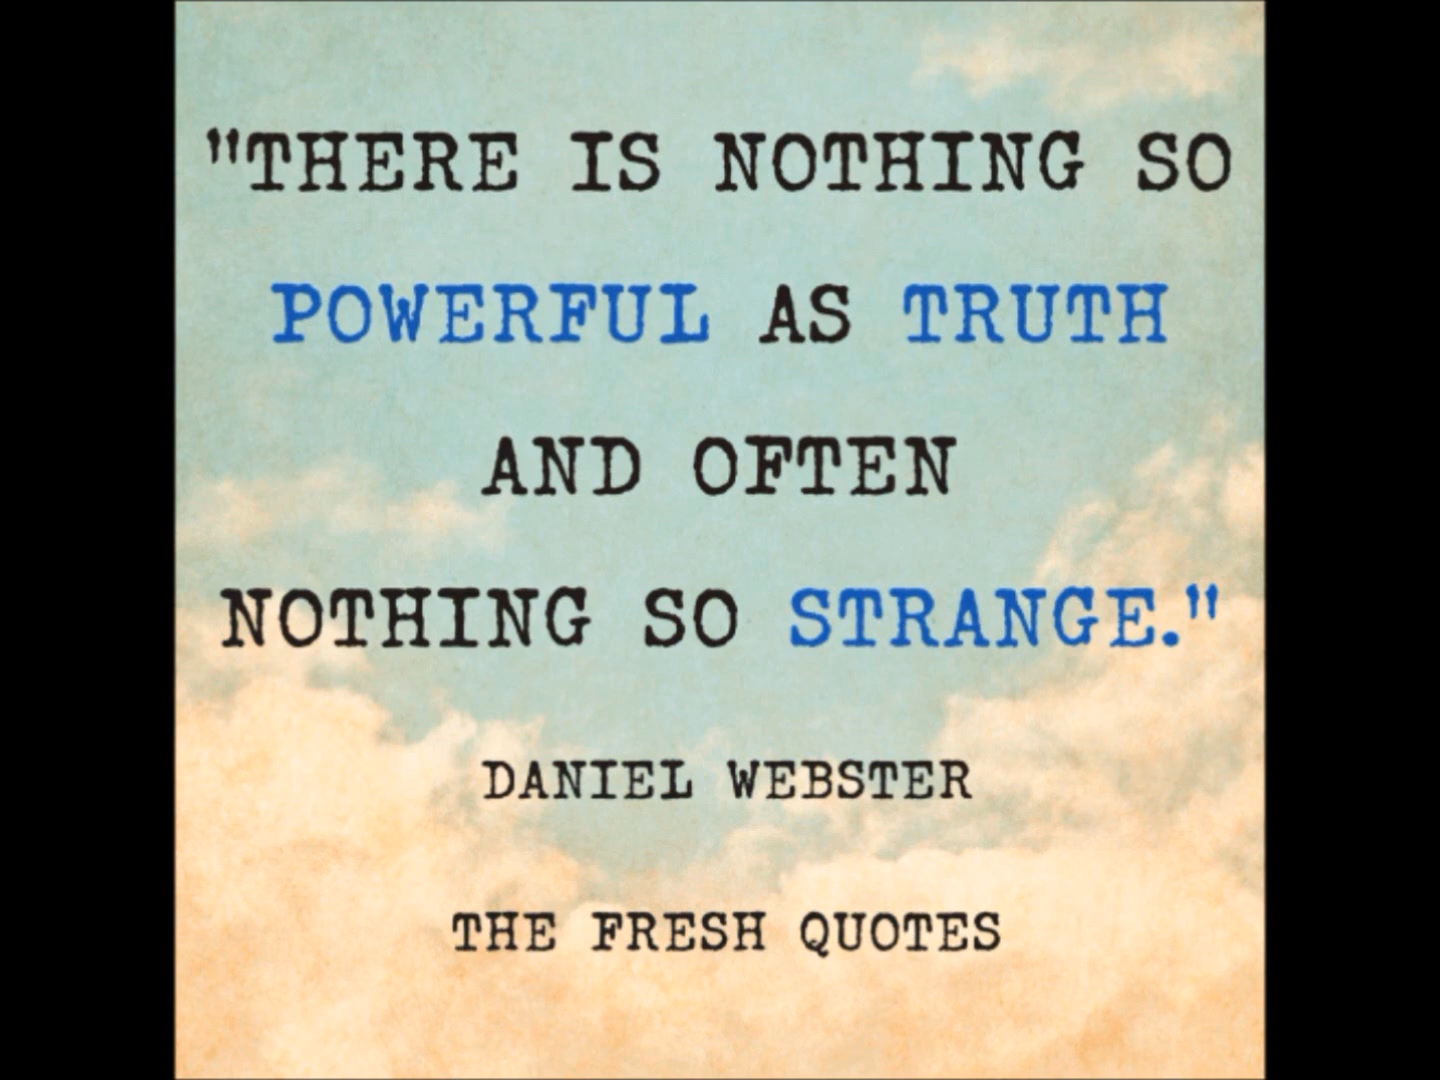 "THERE IS NOTHING SO
POWERFUL AS TRUTH
AND OFTEN
NOTHING SO STRANGE."
DANIEL WEBSTER
THE FRESH QUOTES